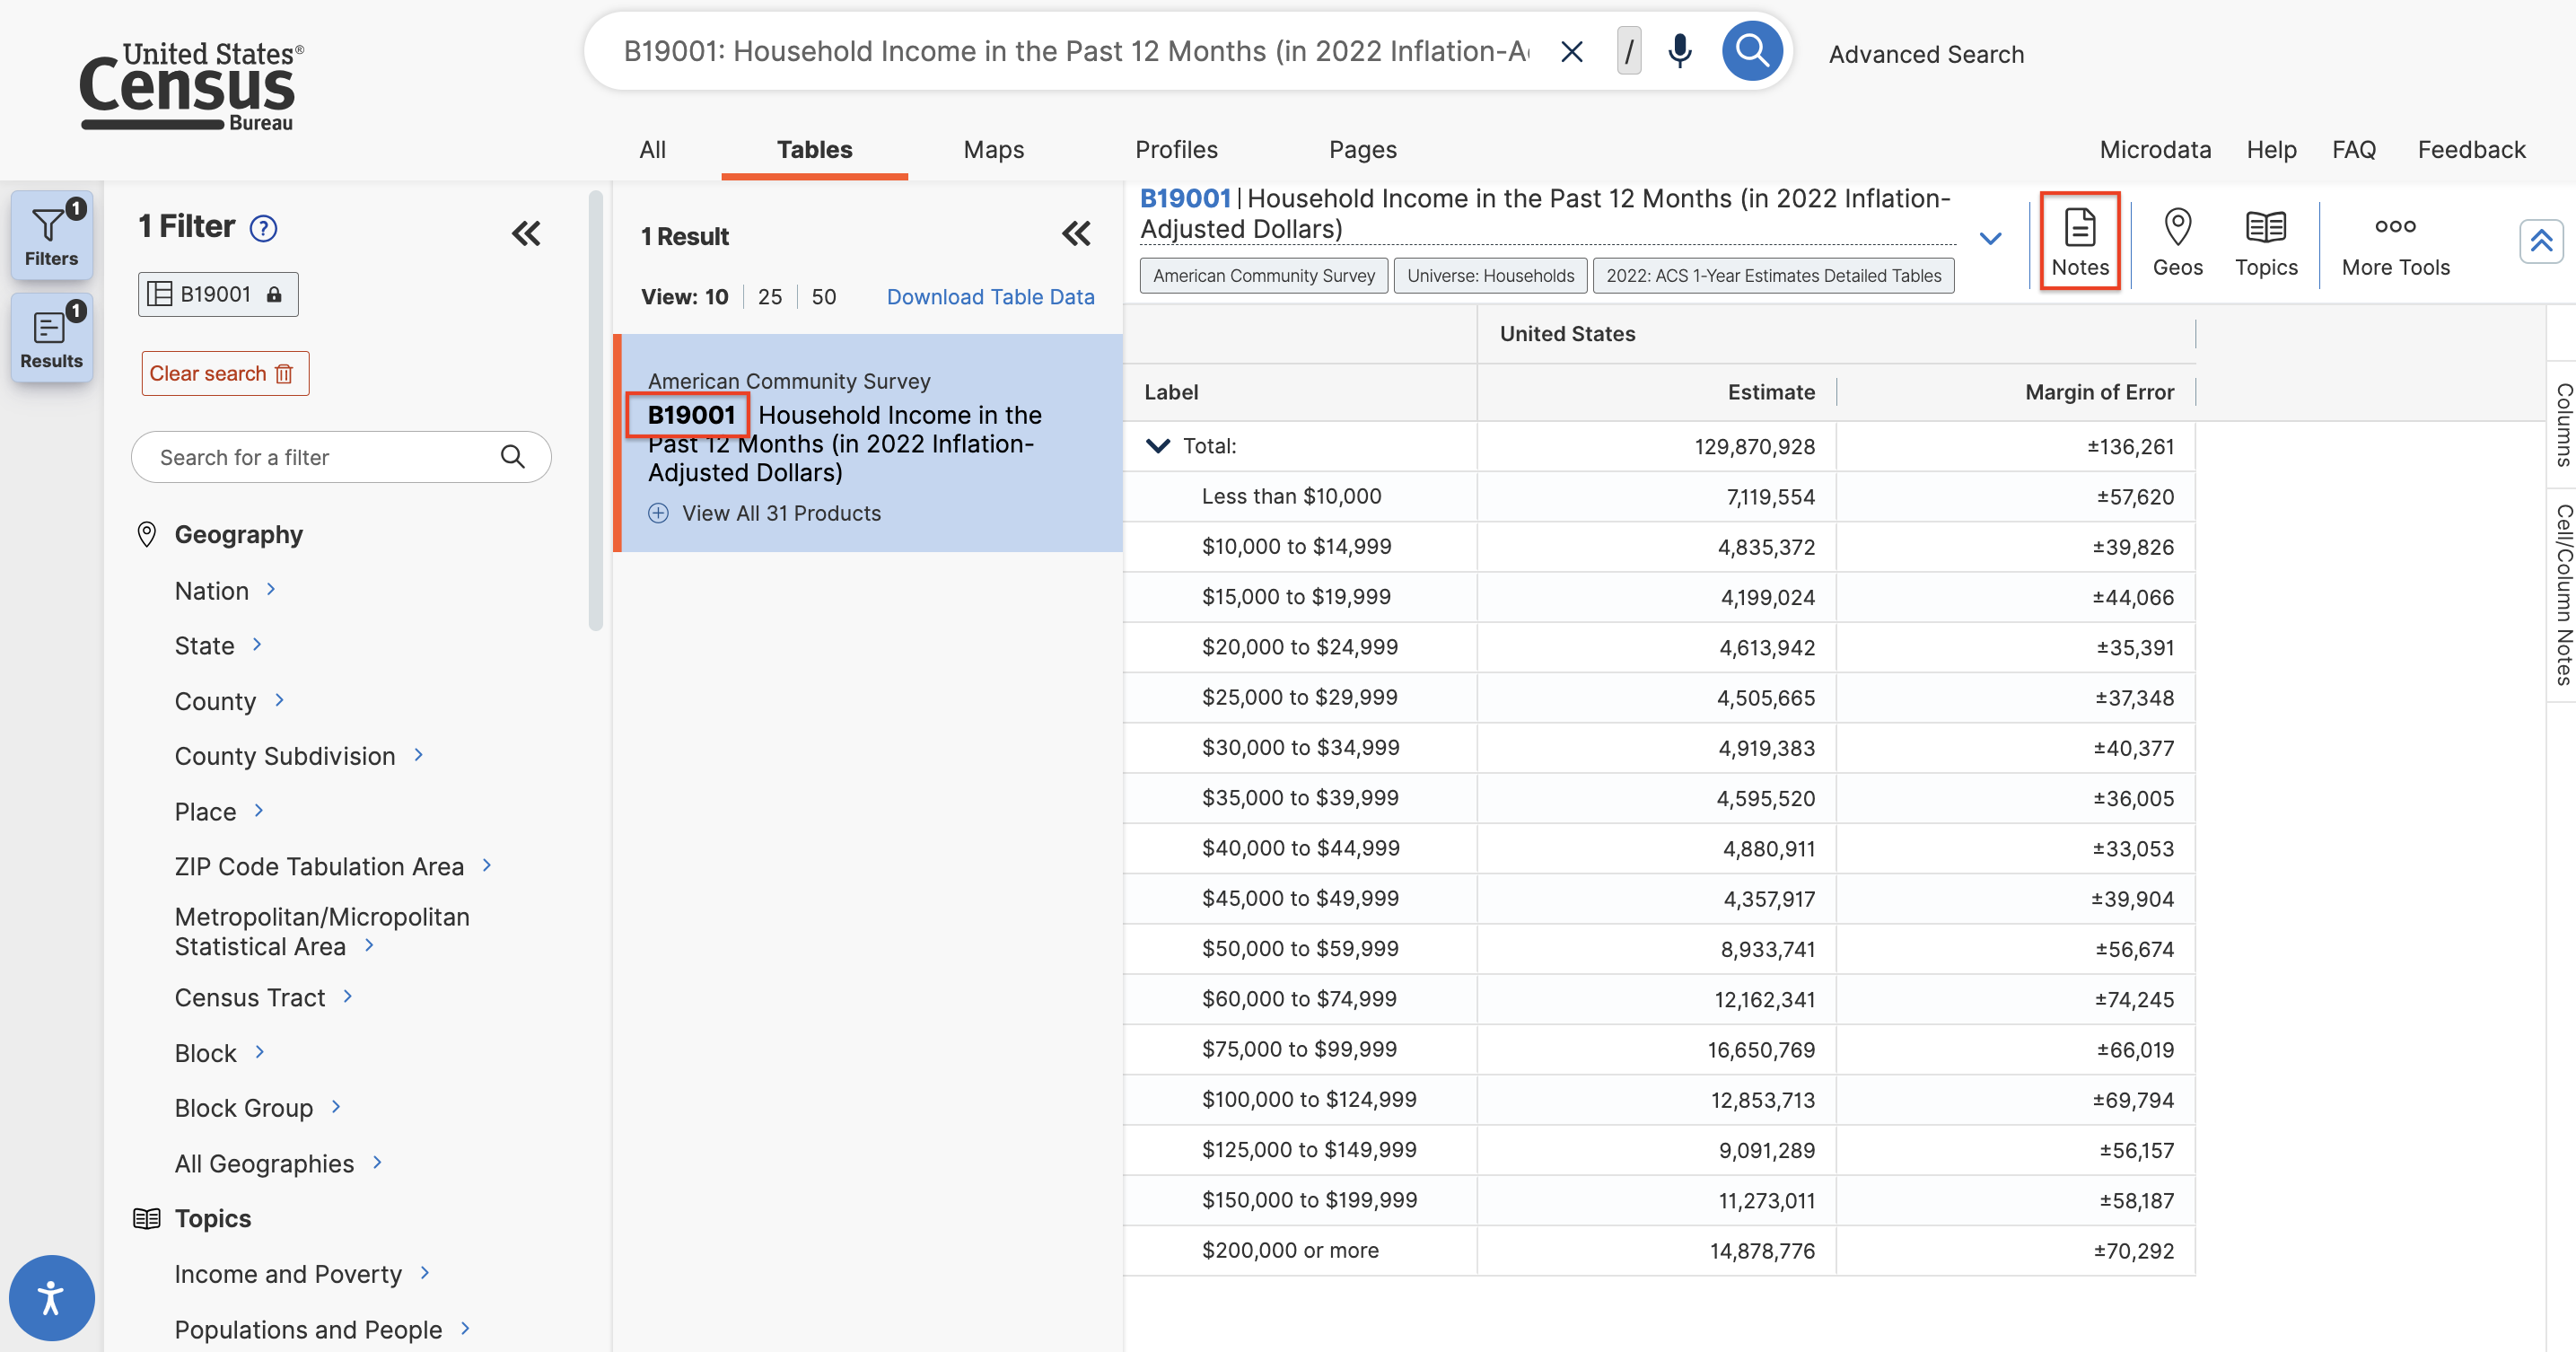 United States®
Census
Bureau
B19001: Household Income in the Past 12 Months (in 2022 Inflation-Ad
/
Advanced Search
All
Tables
Maps
Profiles
Pages
Microdata
Help
FAQ
Feedback
1
Filters
1
Results
1 Filter
?
B19001
Clear search
Search for a filter
Geography
Nation
State
County
County Subdivision
Place
ZIP Code Tabulation Area
Metropolitan/Micropolitan
Statistical Area
Census Tract
Block
Block Group
All Geographies
Topics
Income and Poverty
Populations and People
1 Result
View: 10 25 50
Download Table Data
American Community Survey
B19001 Household Income in the
Past 12 Months (in 2022 Inflation-
Adjusted Dollars)
View All 31 Products
B19001 | Household Income in the Past 12 Months (in 2022 Inflation-
Adjusted Dollars)
American Community Survey
Universe: Households
2022: ACS 1-Year Estimates Detailed Tables
Notes
Geos
Topics
More Tools
United States
Label Estimate Margin of Error
Total: 129,870,928 ±136,261
Less than $10,000 7,119,554 ±57,620
$10,000 to $14,999 4,835,372 ±39,826
$15,000 to $19,999 4,199,024 ±44,066
$20,000 to $24,999 4,613,942 ±35,391
$25,000 to $29,999 4,505,665 ±37,348
$30,000 to $34,999 4,919,383 ±40,377
$35,000 to $39,999 4,595,520 ±36,005
$40,000 to $44,999 4,880,911 ±33,053
$45,000 to $49,999 4,357,917 ±39,904
$50,000 to $59,999 8,933,741 ±56,674
$60,000 to $74,999 12,162,341 ±74,245
$75,000 to $99,999 16,650,769 ±66,019
$100,000 to $124,999 12,853,713 ±69,794
$125,000 to $149,999 9,091,289 ±56,157
$150,000 to $199,999 11,273,011 ±58,187
$200,000 or more 14,878,776 ±70,292
Columns
Cell/Column Notes